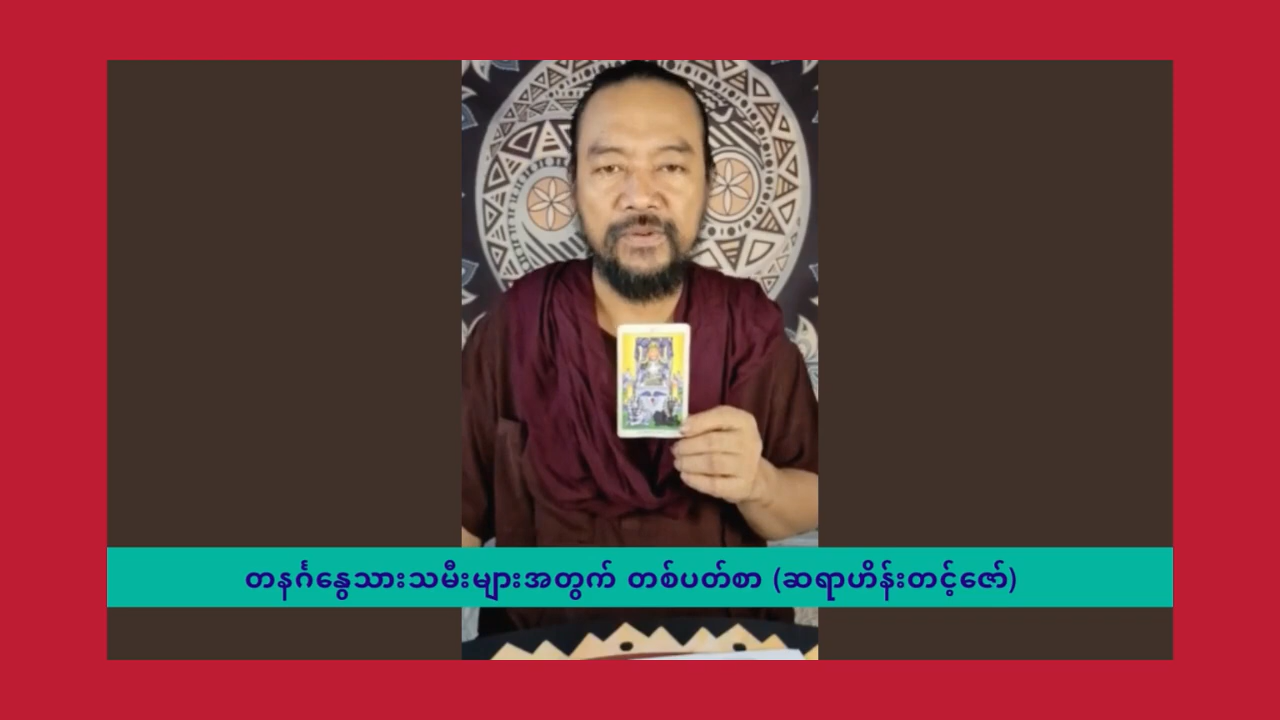 တနင်္ဂနွေသားသမီးများအတွက် တစ်ပတ်စာ (ဆရာဟိန်းတင့်ဇော်)